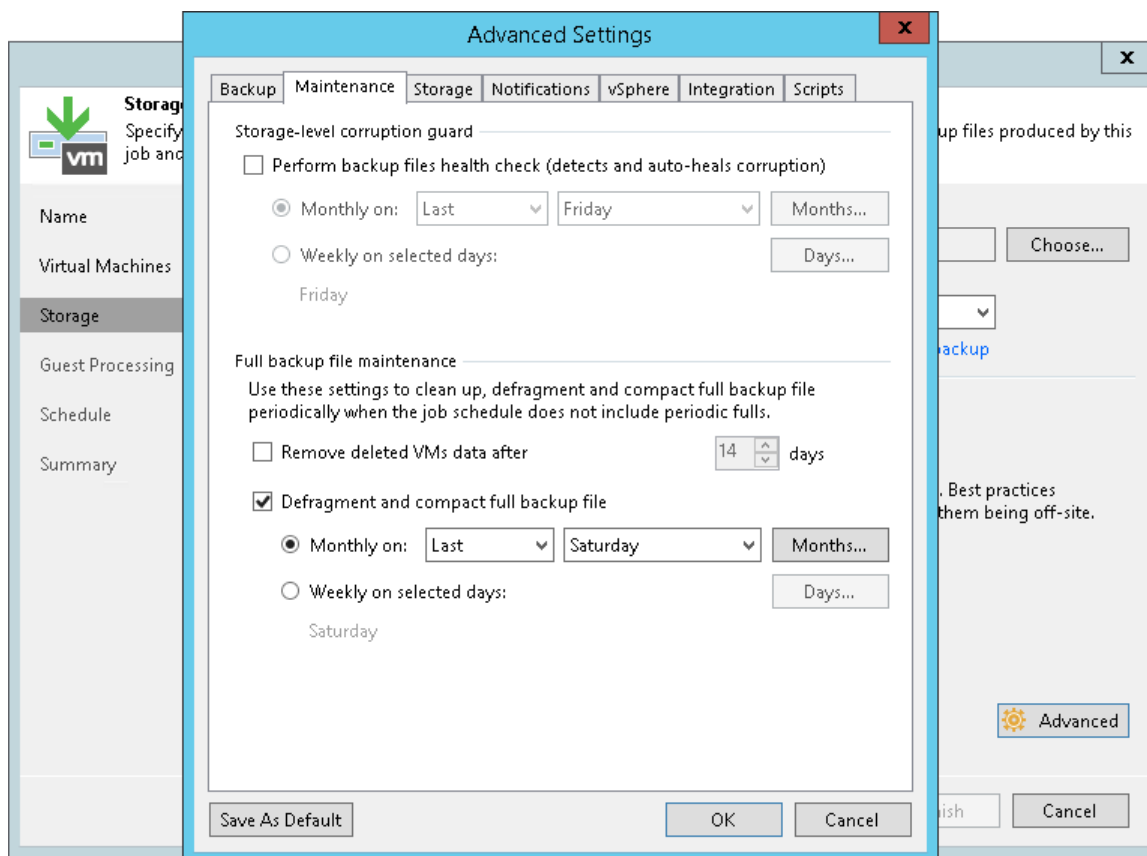 Advanced Settings
x
x
Backup
Maintenance
Storage
Notifications
vSphere
Integration
Scripts
Storage
Specify
job and
up files produced by this
vm
Name
Virtual Machines
Storage
Guest Processing
Schedule
Summary
Storage-level corruption guard
Perform backup files health check (detects and auto-heals corruption)
Monthly on: Last Friday Months...
Weekly on selected days: Days...
Friday
Full backup file maintenance
Use these settings to clean up, defragment and compact full backup file
periodically when the job schedule does not include periodic fulls.
Remove deleted VMs data after 14 days
Defragment and compact full backup file
Monthly on: Last Saturday Months...
Weekly on selected days: Days...
Saturday
Choose...
backup
. Best practices
them being off-site.
Advanced
Save As Default
OK
Cancel
ish
Cancel